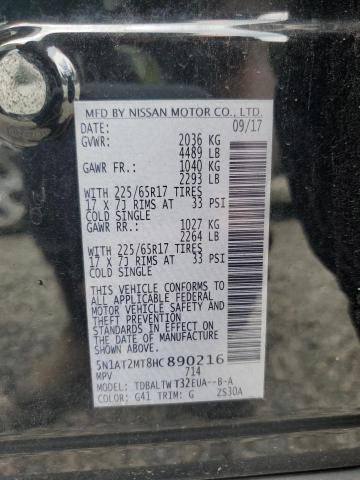 MFD BY NISSAN MOTOR CO., LTD.
DATE: 09/17
GVWR: 2036 KG
4489 LB
GAWR FR.: 1040 KG
2293 LB
WITH 225/65R17 TIRES
17 X 7J RIMS AT 33 PSI
COLD SINGLE
GAWR RR.: 1027 KG
2264 LB
WITH 225/65R17 TIRES
17 X 7J RIMS AT 33 PSI
COLD SINGLE
THIS VEHICLE CONFORMS TO
ALL APPLICABLE FEDERAL
MOTOR VEHICLE SAFETY
THEFT PREVENTION AND BUMPER
STANDARDS IN EFFECT ON
THE DATE OF MANUFACTURE
SHOWN ABOVE.
5N1AT2MT8HC890216
MPV 714
MODEL: TDBALTWT32EUA--B-A
COLOR: G41 TRIM: G ZS30A